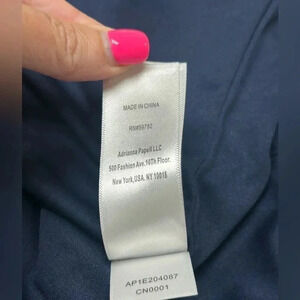 MADE IN CHINA
RN#59792
Adrianna Papell LLC
500 Fashion Ave. 10Th Floor.
New York, USA. NY. 10018
AP1E204087
CN0001